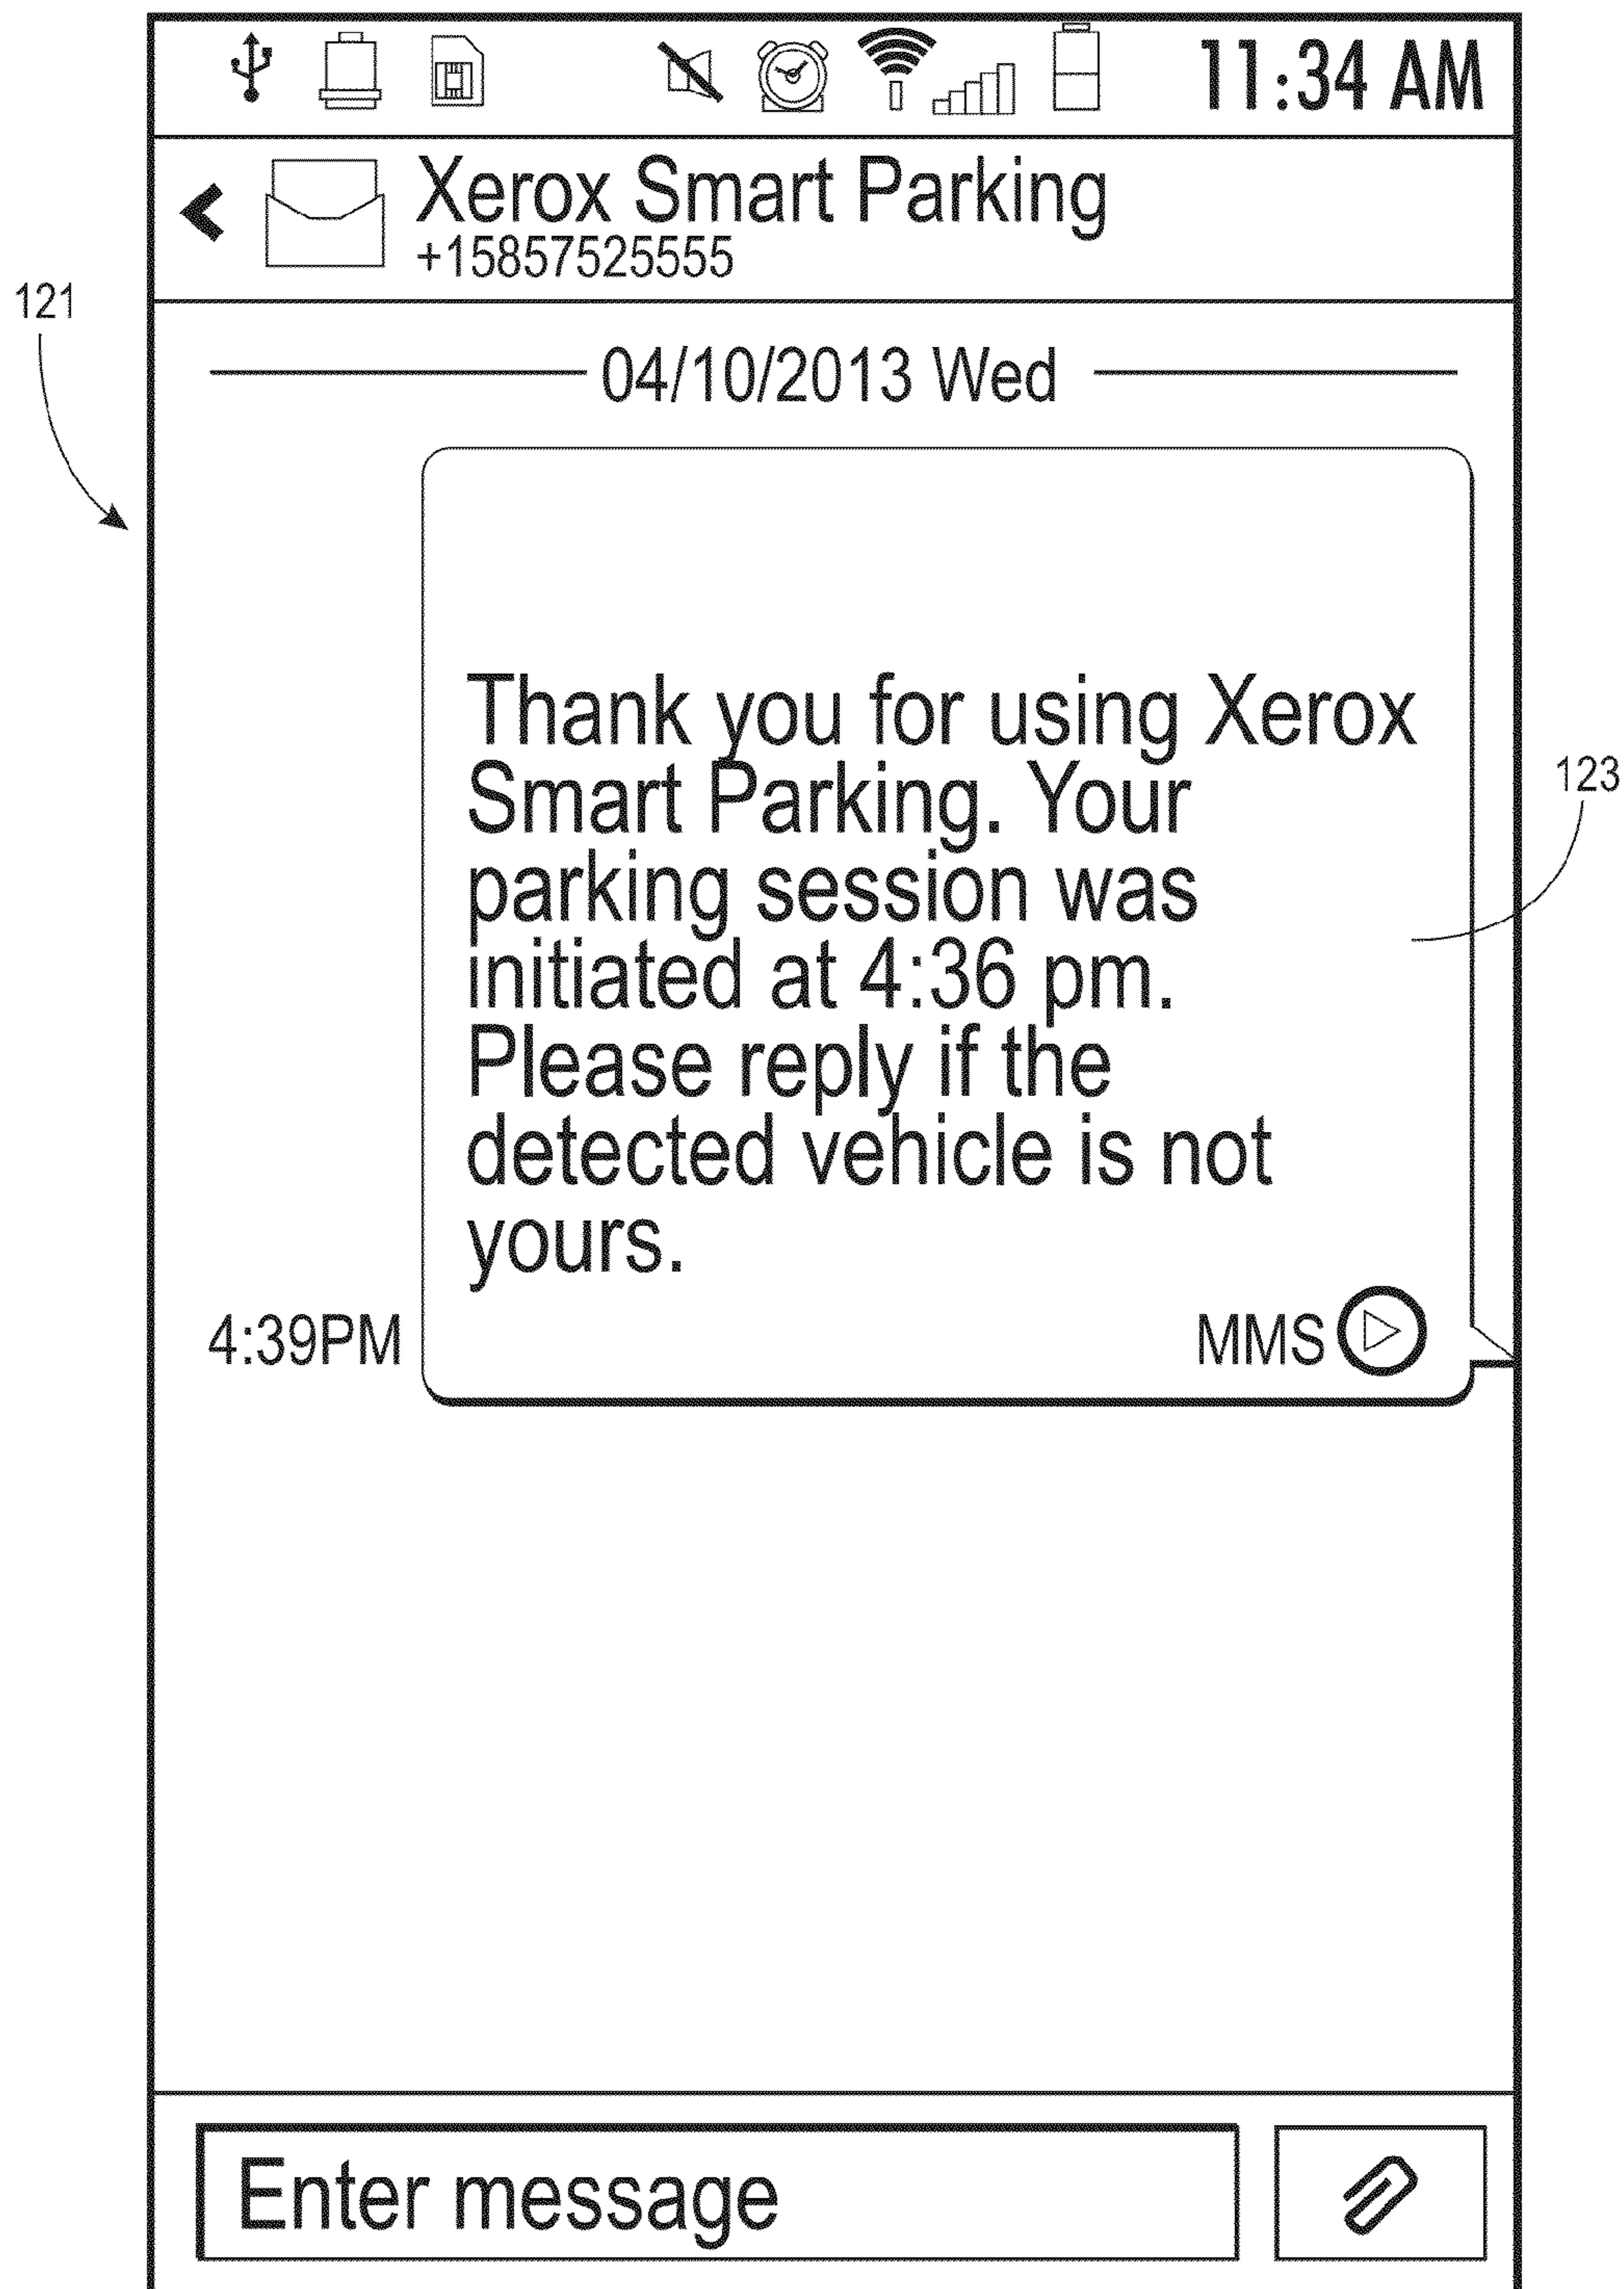 11:34 AM
Xerox Smart Parking
+15857525555
121
04/10/2013 Wed
Thank you for using Xerox
Smart Parking. Your
123
parking session was
initiated at 4:36 pm.
Please reply if the
detected vehicle is not
yours.
4:39PM
MMS
Enter message